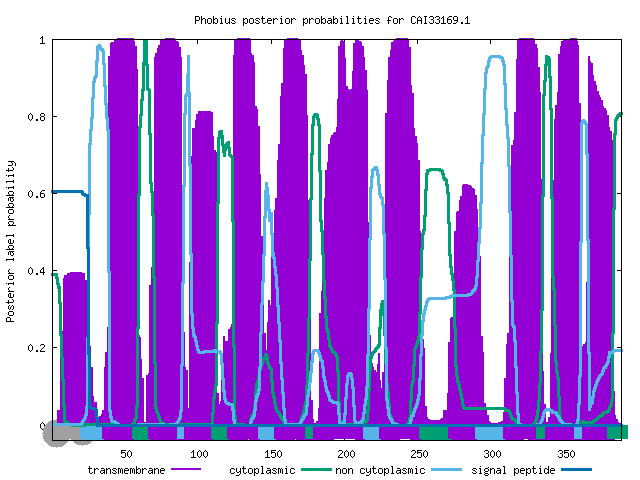 Phobius posterior probabilities for CAI33169.1
1
0.8
0.6
0.4
0.2
0
Posterior label probability
50 100 150 200 250 300 350
transmembrane cytoplasmic non cytoplasmic signal peptide